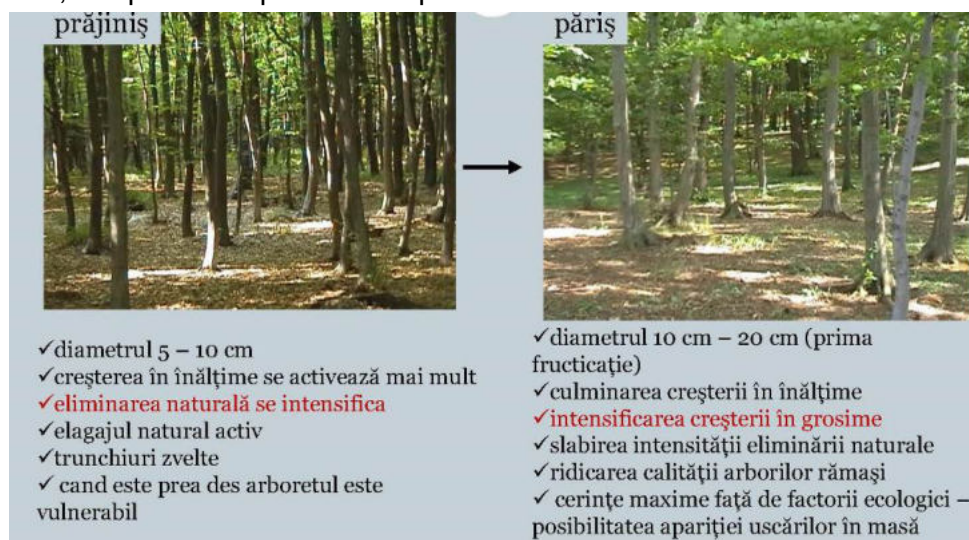 prăjiniş
păriş
✓diametrul 5 – 10 cm
✓creşterea în înălţime se activează mai mult
✓eliminarea naturală se intensifica
✓elagajul natural activ
✓trunchiuri zvelte
✓ cand este prea des arboretul este
vulnerabil
✓diametrul 10 cm – 20 cm (prima
fructicaţie)
✓culminarea creşterii în înălţime
✓intensificarea creşterii în grosime
✓slabirea intensităţii eliminării naturale
✓ridicarea calităţii arborilor rămaşi
✓ cerinţe maxime faţă de factorii ecologici –
posibilitatea apariţiei uscărilor în masă